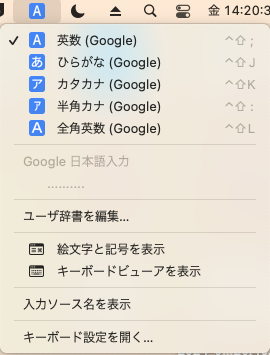 A 金 14:20:3
✓ A 英数 (Google) ^⇧ ;
あ ひらがな (Google) ^⇧ J
ア カタカナ (Google) ^⇧ K
ア 半角カナ (Google) ^⇧ :
A 全角英数 (Google) ^⇧ L
Google 日本語入力
..........
ユーザ辞書を編集...
絵文字と記号を表示
キーボードビューアを表示
入力ソース名を表示
キーボード設定を開く...